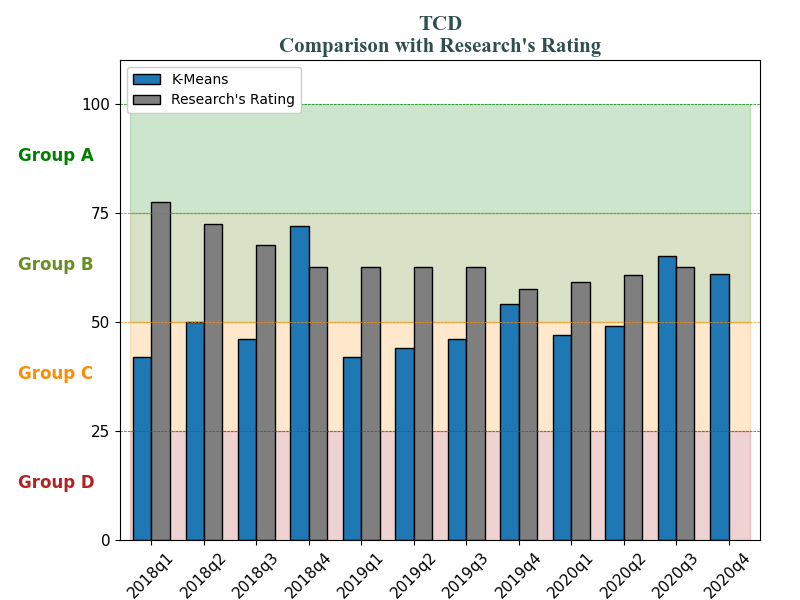 TCD
Comparison with Research's Rating
K-Means
Research's Rating
100
Group A
75
Group B
50
Group C
25
Group D
0
2018q1
2018q2
2018q3
2018q4
2019q1
2019q2
2019q3
2019q4
2020q1
2020q2
2020q3
2020q4